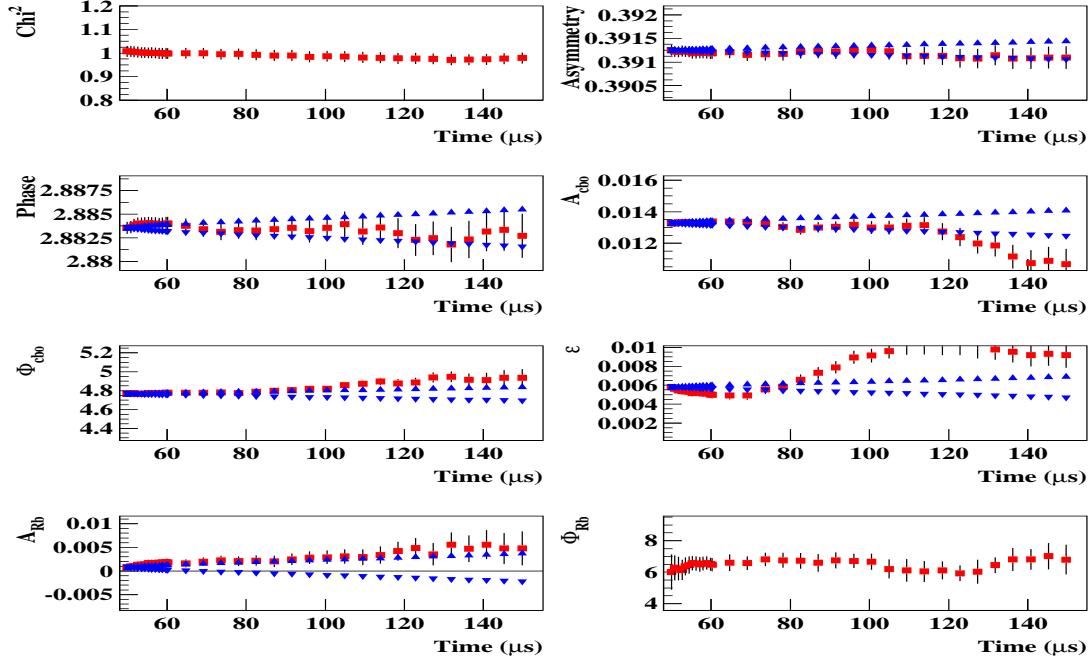 Chi²
1.2
1.1
1
0.9
0.8
60 80 100 120 140
Time (μs)
Asymmetry
0.392
0.3915
0.391
0.3905
60 80 100 120 140
Time (μs)
Phase
2.8875
2.885
2.8825
2.88
60 80 100 120 140
Time (μs)
A_cbo
0.016
0.014
0.012
60 80 100 120 140
Time (μs)
Φ_cbo
5.2
5
4.8
4.6
4.4
60 80 100 120 140
Time (μs)
ε
0.01
0.008
0.006
0.004
0.002
60 80 100 120 140
Time (μs)
A_Rb
0.01
0.005
0
-0.005
60 80 100 120 140
Time (μs)
Φ_Rb
8
6
4
60 80 100 120 140
Time (μs)